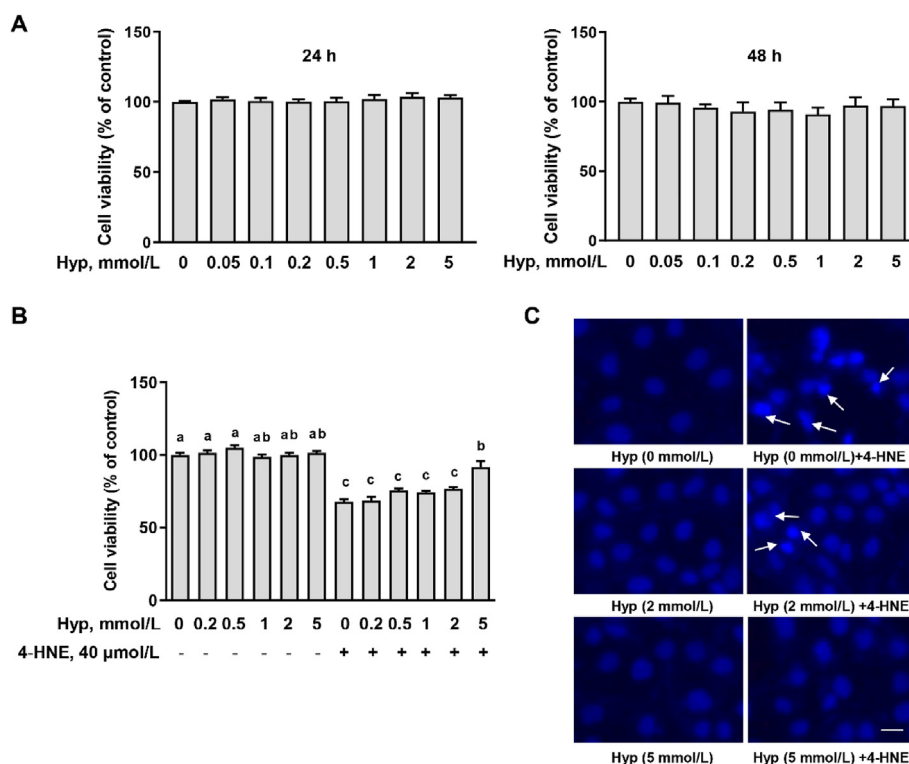 A
24 h
Cell viability (% of control)
150
100
50
0
Hyp, mmol/L 0 0.05 0.1 0.2 0.5 1 2 5
48 h
Cell viability (% of control)
150
100
50
0
Hyp, mmol/L 0 0.05 0.1 0.2 0.5 1 2 5
B
Cell viability (% of control)
150
100
50
0
a a a ab ab ab c c c c c b
Hyp, mmol/L 0 0.2 0.5 1 2 5 0 0.2 0.5 1 2 5
4-HNE, 40 µmol/L - - - - - - + + + + + +
C
Hyp (0 mmol/L) Hyp (0 mmol/L)+4-HNE
Hyp (2 mmol/L) Hyp (2 mmol/L) +4-HNE
Hyp (5 mmol/L) Hyp (5 mmol/L) +4-HNE